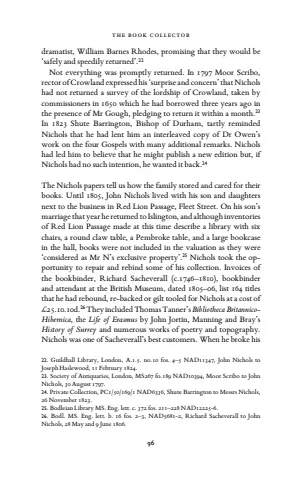 THE BOOK COLLECTOR
dramatist, William Barnes Rhodes, promising that they would be
'safely and speedily returned'.22
Not everything was promptly returned. In 1797 Moor Scribo,
rector of Crowland expressed his 'surprise and concern' that Nichols
had not returned a survey of the lordship of Crowland, taken by
commissioners in 1650 which he had borrowed three years ago in
the presence of Mr Gough, pledging to return it within a month.23
In 1823 Shute Barrington, Bishop of Durham, tartly reminded
Nichols that he had lent him an interleaved copy of Dr Owen's
work on the four Gospels with many additional remarks. Nichols
had led him to believe that he might publish a new edition but, if
Nichols had no such intention, he wanted it back.24
The Nichols papers tell us how the family stored and cared for their
books. Until 1805, John Nichols lived with his son and daughters
next to the business in Red Lion Passage, Fleet Street. On his son's
marriage that year he returned to Islington, and although inventories
of Red Lion Passage made at this time describe a library with six
chairs, a round claw table, a Pembroke table, and a large bookcase
in the hall, books were not included in the valuation as they were
'considered as Mr N's exclusive property'.25 Nichols took the op-
portunity to repair and rebind some of his collection. Invoices of
the bookbinder, Richard Sacheverell (c.1746–1810), bookbinder
and attendant at the British Museum, dated 1805–06, list 164 titles
that he had rebound, re-backed or gilt tooled for Nichols at a cost of
£25.10.10d.26 They included Thomas Tanner's Bibliotheca Britannico-
Hibernica, the Life of Erasmus by John Jortin, Manning and Bray's
History of Surrey and numerous works of poetry and topography.
Nichols was one of Sacheverell's best customers. When he broke his
22. Guildhall Library, London, A.1.5. no.10 fos. 4–5 NAD11347, John Nichols to
Joseph Haslewood, 11 February 1824.
23. Society of Antiquaries, London, MS267 fo.189 NAD10394, Moor Scribo to John
Nichols, 30 August 1797.
24. Private Collection, PC2/50/169/1 NAD6336, Shute Barrington to Messrs Nichols,
26 November 1823.
25. Bodleian Library MS. Eng. lett. c. 372 fos. 211–228 NAD12225-6.
26. Bodl. MS. Eng. lett. b. 16 fos. 2–3, NAD5681-2, Richard Sacheverell to John
Nichols, 28 May and 9 June 1806.
96